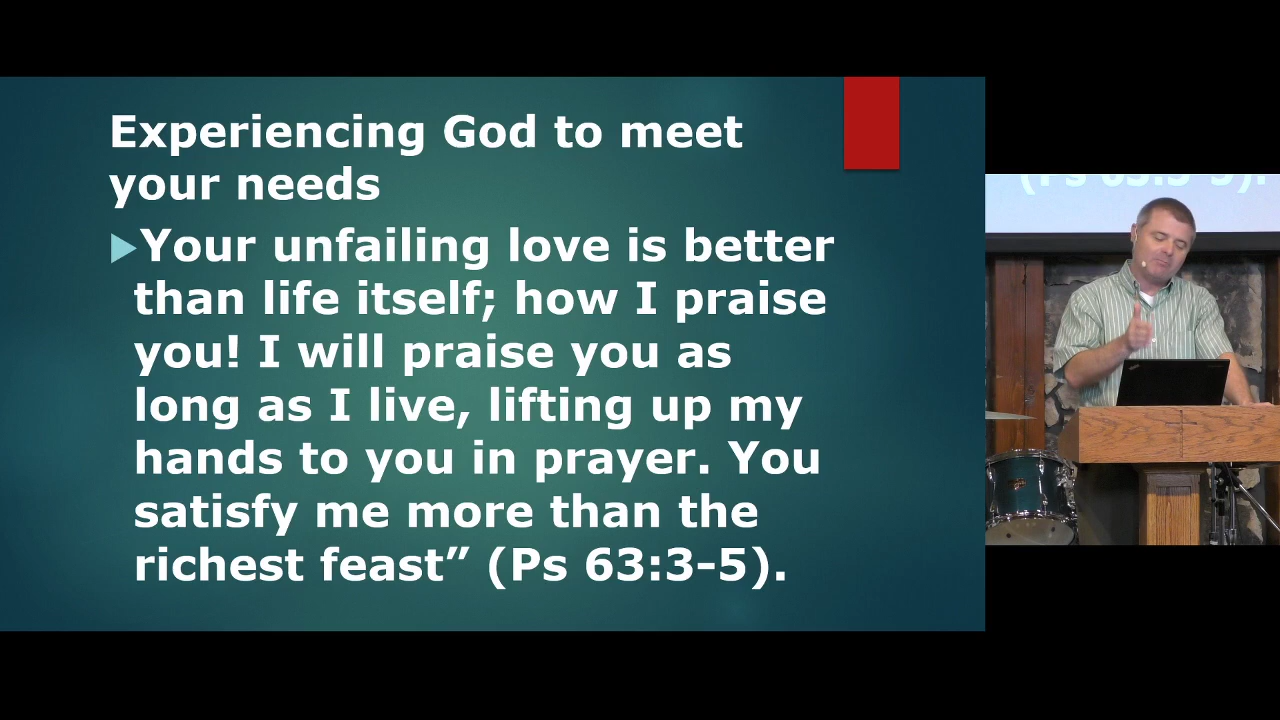 Experiencing God to meet
your needs
Your unfailing love is better
than life itself; how I praise
you! I will praise you as
long as I live, lifting up my
hands to you in prayer. You
satisfy me more than the
richest feast” (Ps 63:3-5).